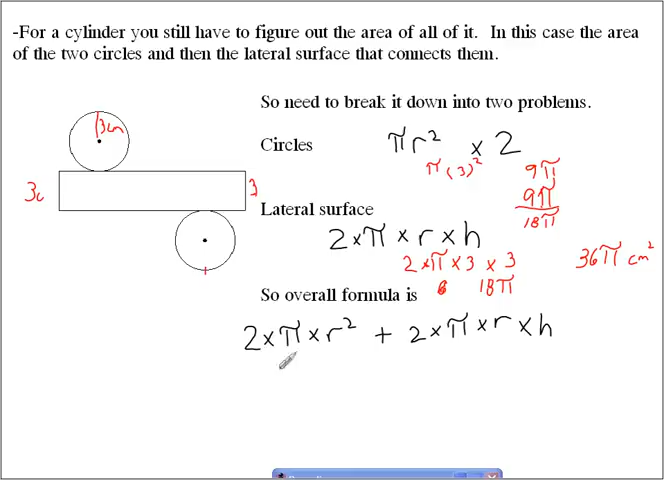 -For a cylinder you still have to figure out the area of all of it. In this case the area
of the two circles and then the lateral surface that connects them.
So need to break it down into two problems.
3cm
Circles
πr² × 2
π(3)²
9π
9π
18π
3c
3
Lateral surface
2×π×r×h
2×π×3×3
6 18π
36π cm²
So overall formula is
2×π×r² + 2×π×r×h